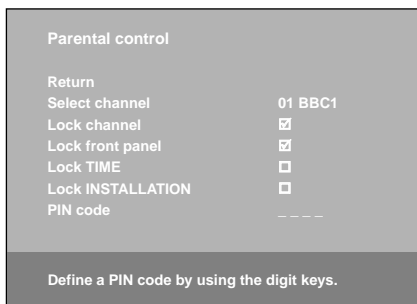 Parental control
Return
Select channel 01 BBC1
Lock channel ☑
Lock front panel ☑
Lock TIME ☐
Lock INSTALLATION ☐
PIN code _ _ _ _
Define a PIN code by using the digit keys.